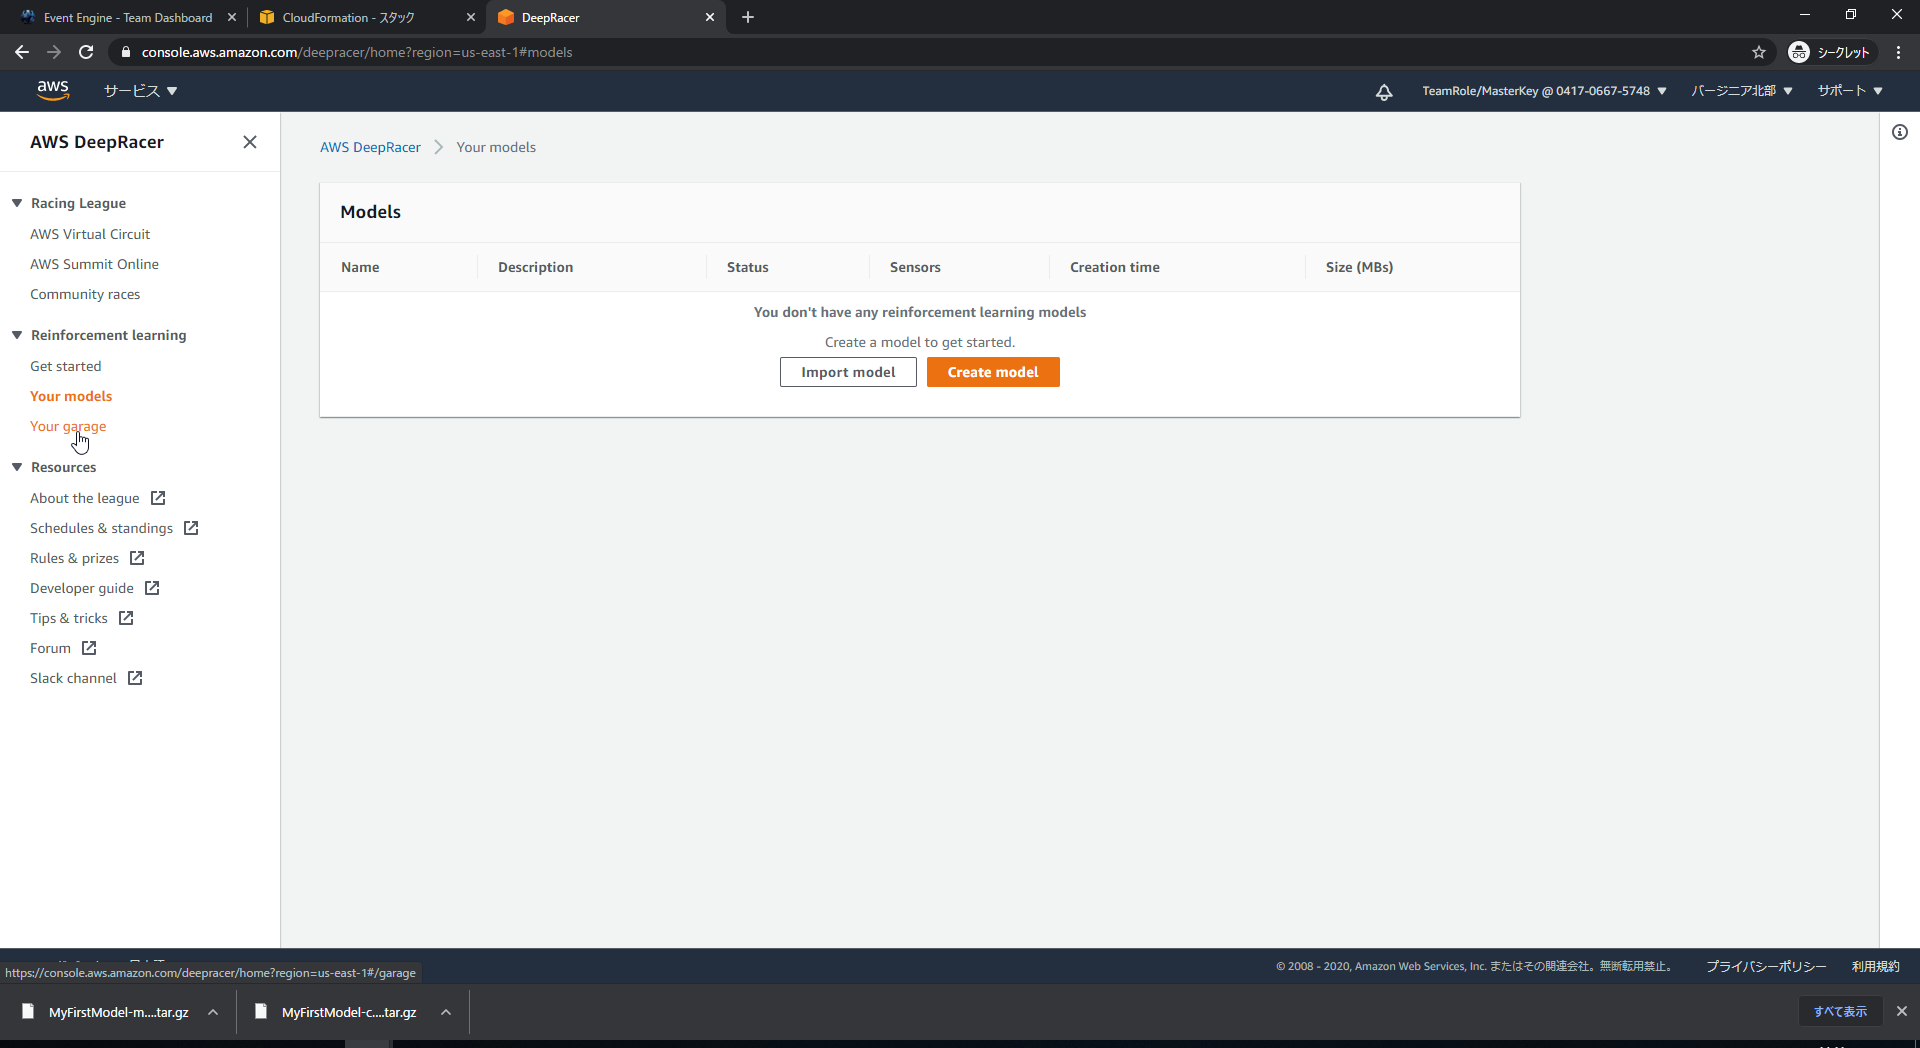 Event Engine - Team Dashboard
CloudFormation - スタック
DeepRacer
console.aws.amazon.com/deepracer/home?region=us-east-1#models
シークレット
aws
サービス
TeamRole/MasterKey @ 0417-0667-5748
バージニア北部
サポート
AWS DeepRacer
Racing League
AWS Virtual Circuit
AWS Summit Online
Community races
Reinforcement learning
Get started
Your models
Your garage
Resources
About the league
Schedules & standings
Rules & prizes
Developer guide
Tips & tricks
Forum
Slack channel
AWS DeepRacer > Your models
Models
Name Description Status Sensors Creation time Size (MBs)
You don't have any reinforcement learning models
Create a model to get started.
Import model
Create model
https://console.aws.amazon.com/deepracer/home?region=us-east-1#/garage
© 2008 - 2020, Amazon Web Services, Inc. またはその関連会社。無断転用禁止。
プライバシーポリシー
利用規約
MyFirstModel-m....tar.gz
MyFirstModel-c....tar.gz
すべて表示